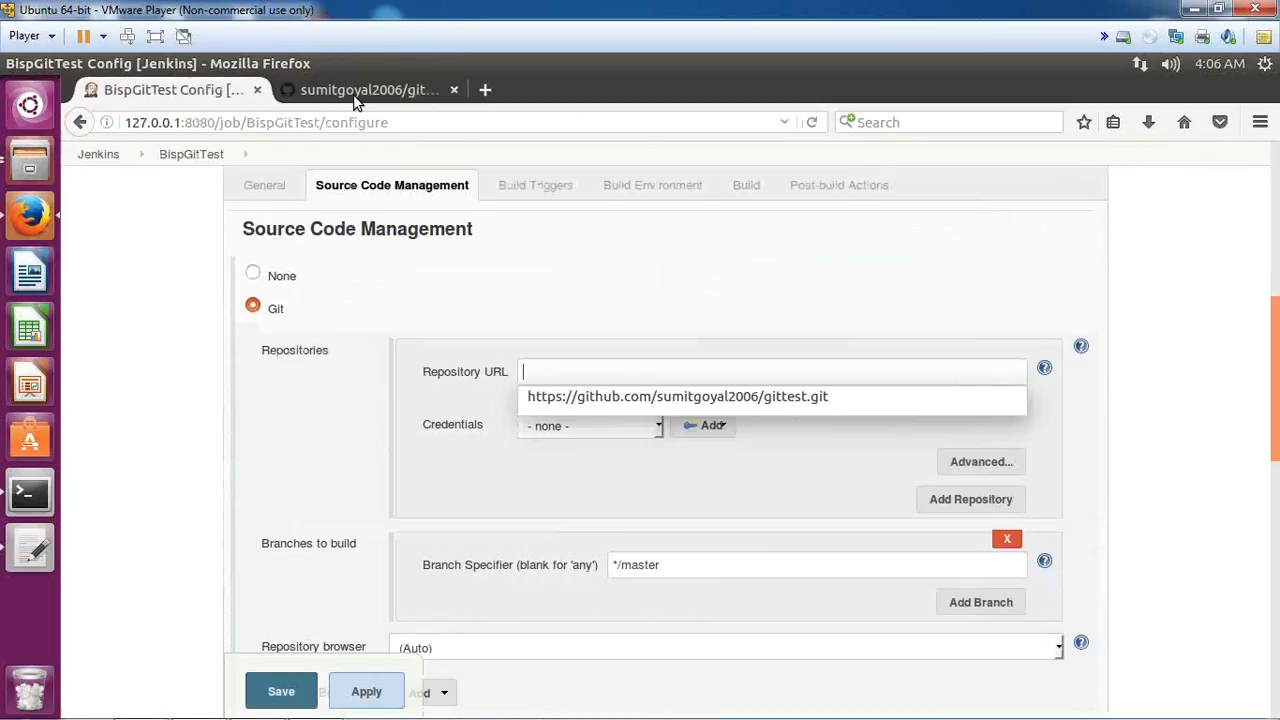 Ubuntu 64-bit - VMware Player (Non-commercial use only)
Player
BispGitTest Config [Jenkins] - Mozilla Firefox
4:06 AM
BispGitTest Config [...
sumitgoyal2006/git...
127.0.0.1:8080/job/BispGitTest/configure
Search
Jenkins
BispGitTest
General
Source Code Management
Build Triggers
Build Environment
Build
Post-build Actions
Source Code Management
None
Git
Repositories
Repository URL
https://github.com/sumitgoyal2006/gittest.git
Credentials
- none -
Add
Advanced...
Add Repository
Branches to build
X
Branch Specifier (blank for 'any')
*/master
Add Branch
Repository browser
(Auto)
Save
Apply